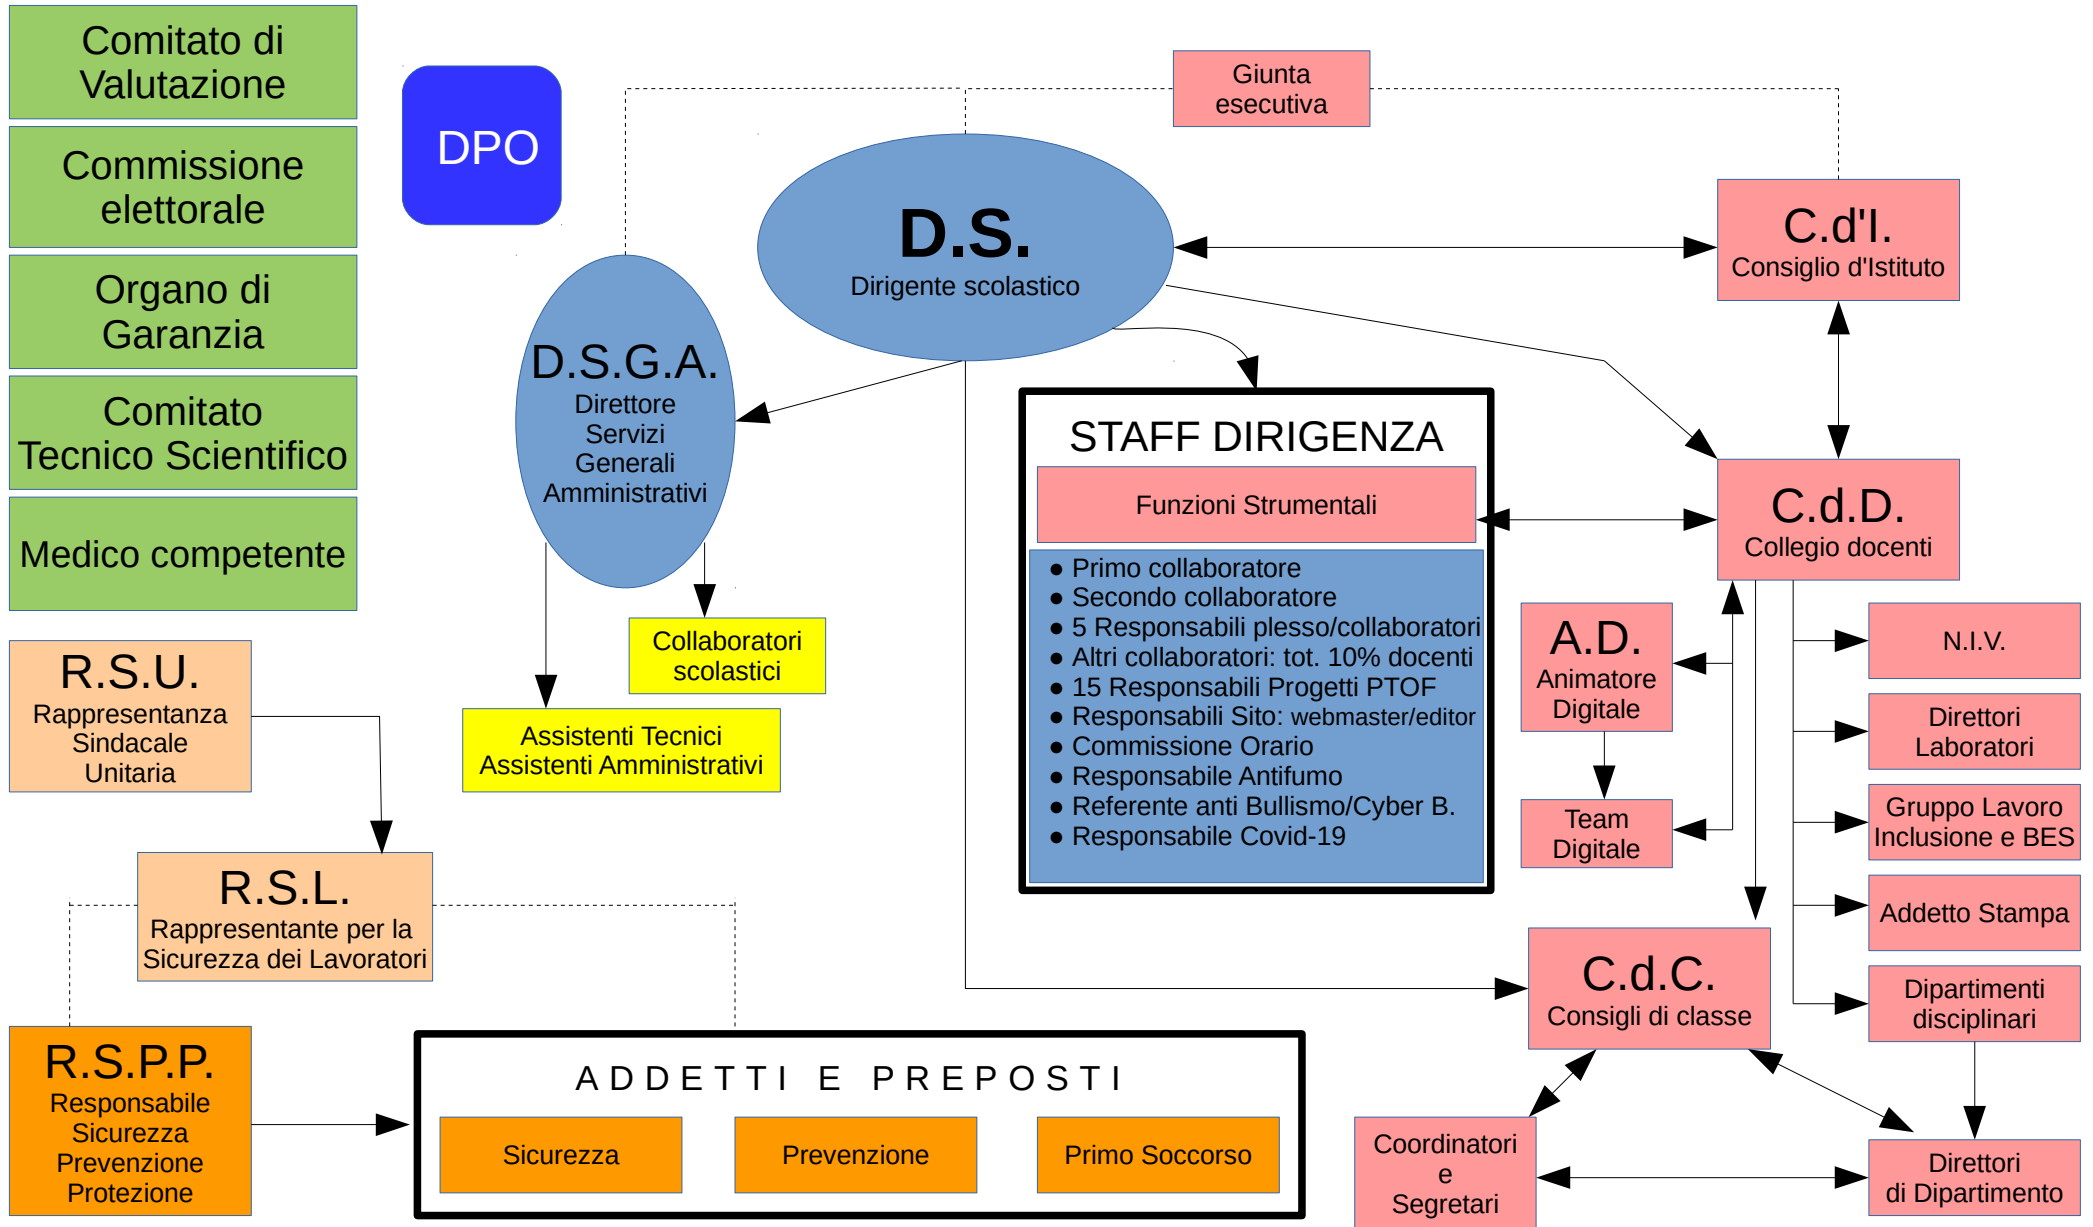 Comitato di
Valutazione
Commissione
elettorale
Organo di
Garanzia
Comitato
Tecnico Scientifico
Medico competente
DPO
Giunta
esecutiva
D.S.
Dirigente scolastico
C.d'I.
Consiglio d'Istituto
D.S.G.A.
Direttore
Servizi
Generali
Amministrativi
STAFF DIRIGENZA
Funzioni Strumentali
● Primo collaboratore
● Secondo collaboratore
● 5 Responsabili plesso/collaboratori
● Altri collaboratori: tot. 10% docenti
● 15 Responsabili Progetti PTOF
● Responsabili Sito: webmaster/editor
● Commissione Orario
● Responsabile Antifumo
● Referente anti Bullismo/Cyber B.
● Responsabile Covid-19
C.d.D.
Collegio docenti
Collaboratori
scolastici
Assistenti Tecnici
Assistenti Amministrativi
A.D.
Animatore
Digitale
Team
Digitale
N.I.V.
Direttori
Laboratori
Gruppo Lavoro
Inclusione e BES
Addetto Stampa
Dipartimenti
disciplinari
R.S.U.
Rappresentanza
Sindacale
Unitaria
R.S.L.
Rappresentante per la
Sicurezza dei Lavoratori
C.d.C.
Consigli di classe
R.S.P.P.
Responsabile
Sicurezza
Prevenzione
Protezione
ADDETTI E PREPOSTI
Sicurezza
Prevenzione
Primo Soccorso
Coordinatori
e
Segretari
Direttori
di Dipartimento